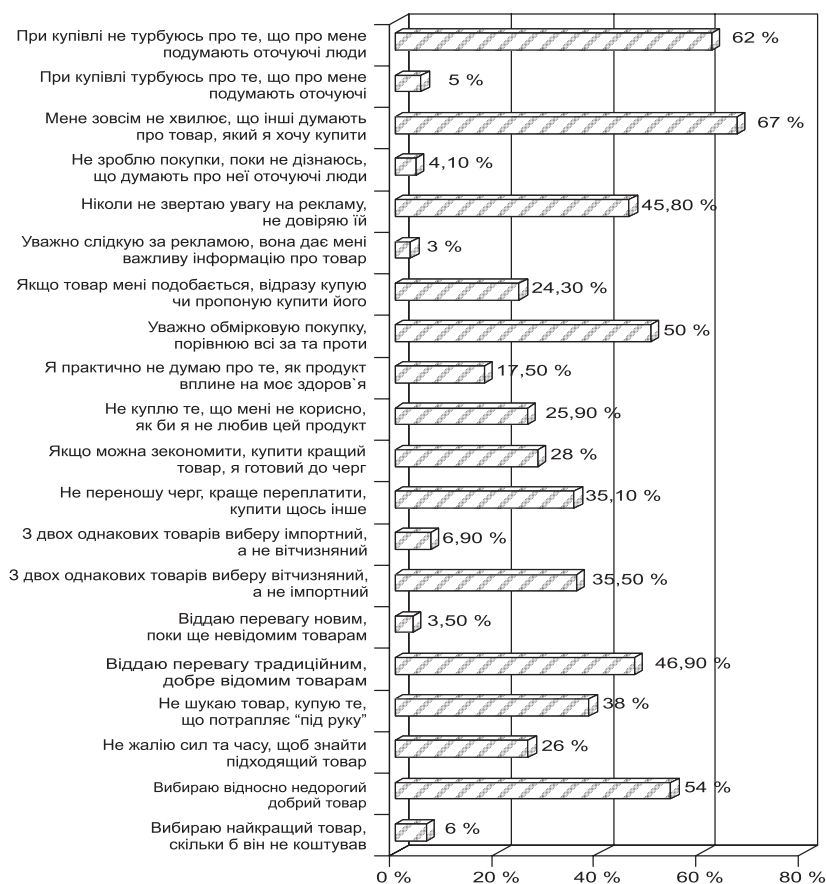 При купівлі не турбуюсь про те, що про мене
подумають оточуючі люди
62 %
При купівлі турбуюсь про те, що про мене
подумають оточуючі
5 %
Мене зовсім не хвилює, що інші думають
про товар, який я хочу купити
67 %
Не зроблю покупки, поки не дізнаюсь,
що думають про неї оточуючі люди
4,10 %
Ніколи не звертаю увагу на рекламу,
не довіряю їй
45,80 %
Уважно слідкую за рекламою, вона дає мені
важливу інформацію про товар
3 %
Якщо товар мені подобається, відразу купую
чи пропоную купити його
24,30 %
Уважно обмірковую покупку,
порівнюю всі за та проти
50 %
Я практично не думаю про те, як продукт
вплине на моє здоров`я
17,50 %
Не куплю те, що мені не корисно,
як би я не любив цей продукт
25,90 %
Якщо можна зекономити, купити кращий
товар, я готовий до черг
28 %
Не переношу черг, краще переплатити,
купити щось інше
35,10 %
З двох однакових товарів виберу імпортний,
а не вітчизняний
6,90 %
З двох однакових товарів виберу вітчизняний,
а не імпортний
35,50 %
Віддаю перевагу новим,
поки ще невідомим товарам
3,50 %
Віддаю перевагу традиційним,
добре відомим товарам
46,90 %
Не шукаю товар, купую те,
що потрапляє “під руку”
38 %
Не жалію сил та часу, щоб знайти
підходящий товар
26 %
Вибираю відносно недорогий
добрий товар
54 %
Вибираю найкращий товар,
скільки б він не коштував
6 %
0 % 20 % 40 % 60 % 80 %